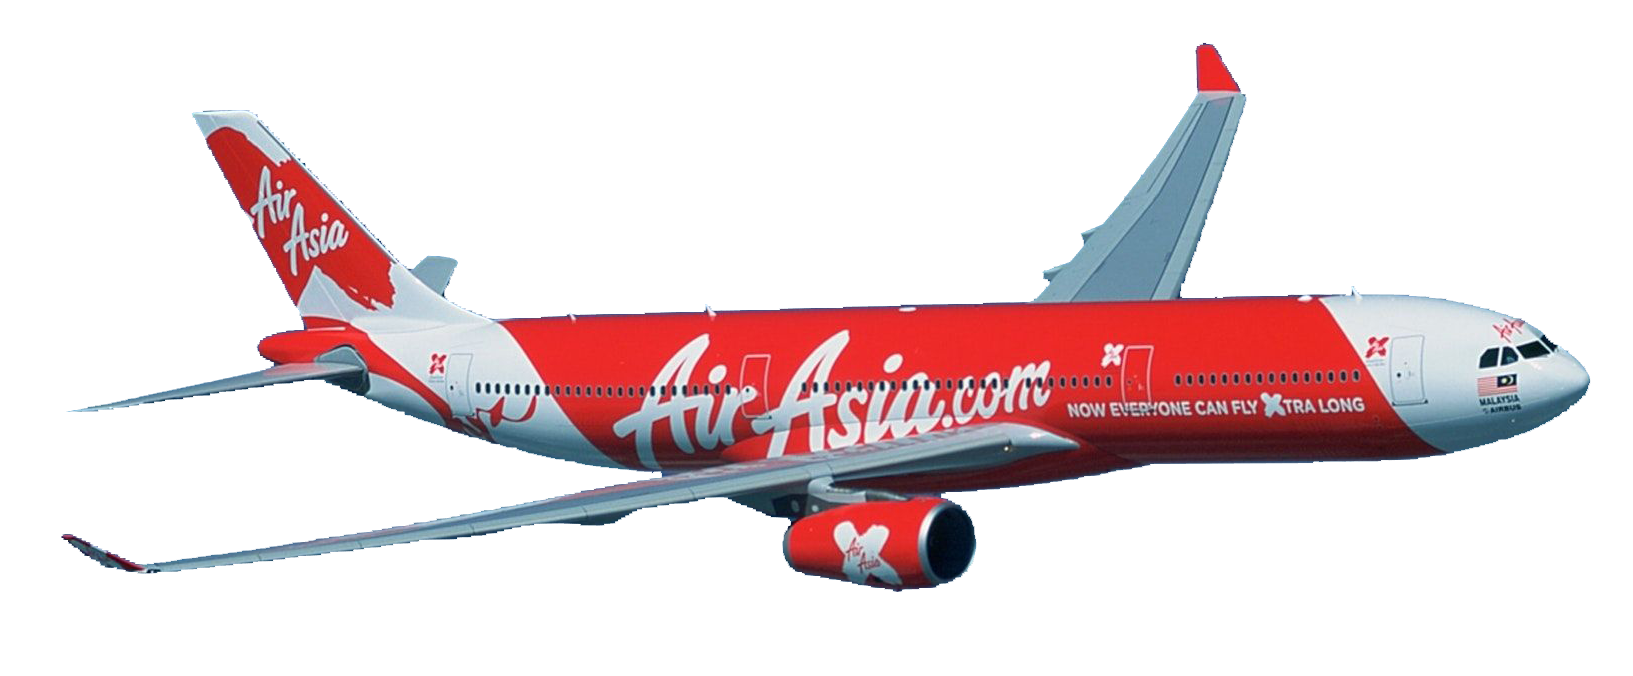 Air
Asia
AirAsia.com
NOW EVERYONE CAN FLY XTRA LONG
MALAYSIA
AIRBUS
Air
Asia